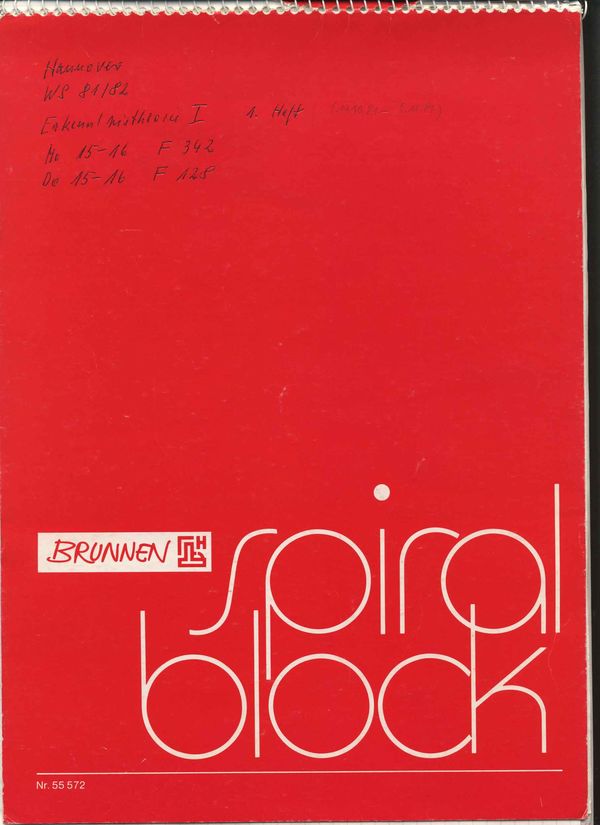 Hannover
WS 81/82
Erkenntnistheorie I 1. Heft
Mo 15-16 F 342
Do 15-16 F 128
BRUNNEN
spiral
block
Nr. 55 572